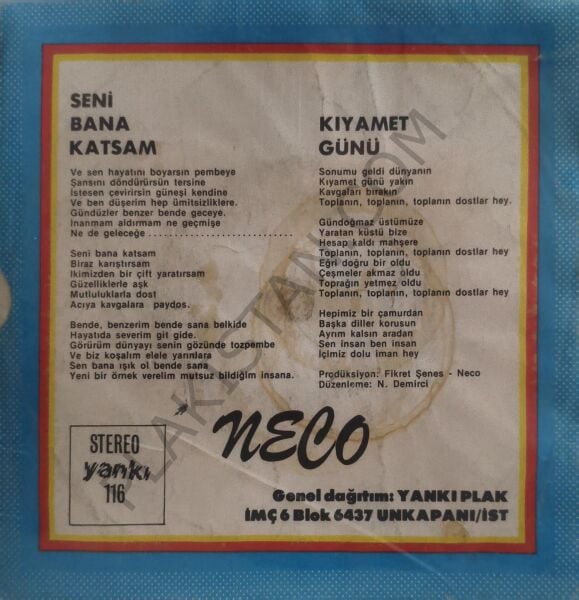 SENİ
BANA
KATSAM
Ve sen hayatını boyarsın pembeye
Şansını döndürürsün tersine
İstesen çevirirsin güneşi kendine
Ve ben düşerim hep ümitsizliklere.
Gündüzler benzer bende geceye.
İnanmam aldırmam ne geçmişe
Ne de geleceğe ..............................
Seni bana katsam
Biraz karıştırsam
İkimizden bir çift yaratırsam
Güzelliklerle aşk
Mutluluklarla dost
Acıya kavgalara paydos.
Bende, benzerim bende sana belkide
Hayatıda severim git gide.
Görürüm dünyayı senin gözünde tozpembe
Ve biz koşalım elele yarınlara
Sen bana ışık ol bende sana
Yeni bir örnek verelim mutsuz bildiğim insana.
KIYAMET
GÜNÜ
Sonumu geldi dünyanın
Kıyamet günü yakın
Kavgaları bırakın
Toplanın, toplanın, toplanın dostlar hey.
Gündoğmaz üstümüze
Yaratan küstü bize
Hesap kaldı mahşere
Toplanın, toplanın, toplanın dostlar hey
Eğri doğru bir oldu
Çeşmeler akmaz oldu
Toprağın yetmez oldu
Toplanın, toplanın, toplanın dostlar hey
Hepimiz bir çamurdan
Başka diller korusun
Ayrım kalsın aradan
Sen insan ben insan
İçimiz dolu iman hey
Prodüksiyon: Fikret Şenes - Neco
Düzenleme: N. Demirci
NECO
STEREO
yankı
116
Genel dağıtım: YANKI PLAK
İMÇ 6 Blok 6437 UNKAPANI/İST
PLAKISTAN.COM